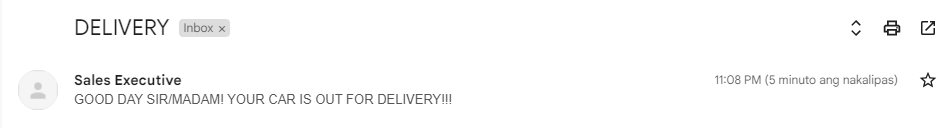 DELIVERY Inbox ×
Sales Executive 11:08 PM (5 minuto ang nakalipas)
GOOD DAY SIR/MADAM! YOUR CAR IS OUT FOR DELIVERY!!!